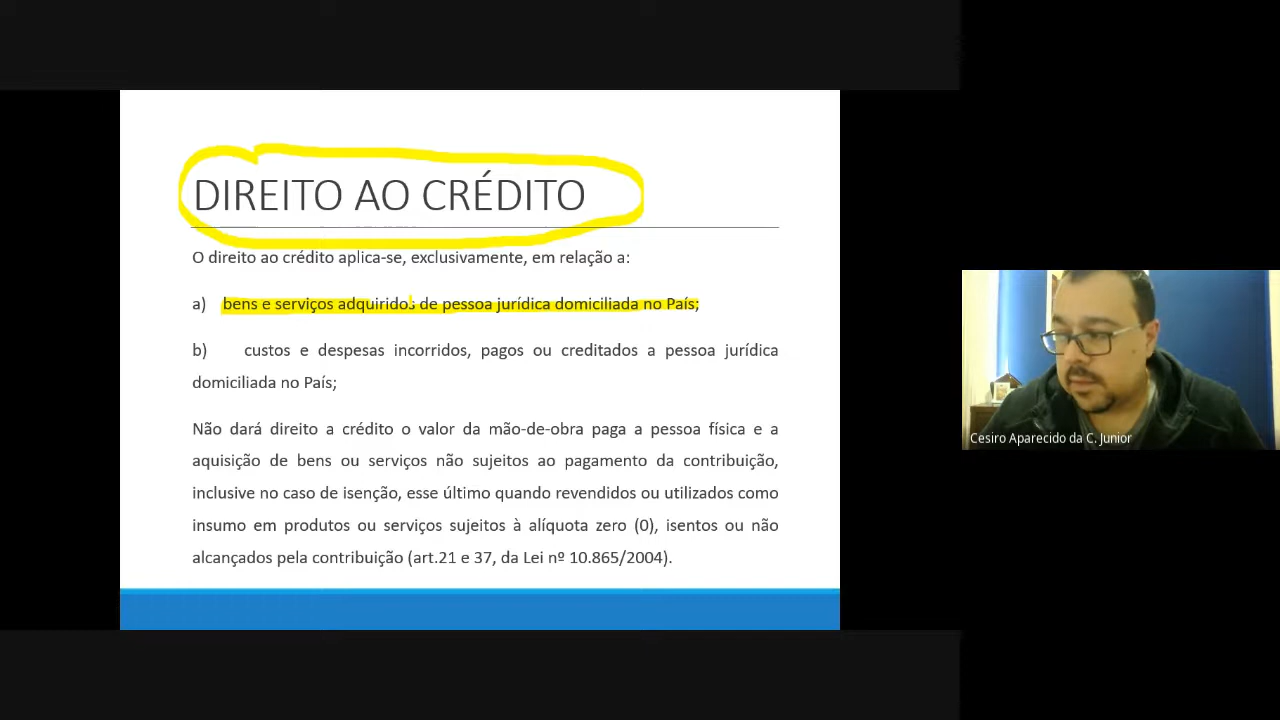 DIREITO AO CRÉDITO
O direito ao crédito aplica-se, exclusivamente, em relação a:
a) bens e serviços adquiridos de pessoa jurídica domiciliada no País;
b) custos e despesas incorridos, pagos ou creditados a pessoa jurídica
domiciliada no País;
Não dará direito a crédito o valor da mão-de-obra paga a pessoa física e a
aquisição de bens ou serviços não sujeitos ao pagamento da contribuição,
inclusive no caso de isenção, esse último quando revendidos ou utilizados como
insumo em produtos ou serviços sujeitos à alíquota zero (0), isentos ou não
alcançados pela contribuição (art.21 e 37, da Lei nº 10.865/2004).
Cesiro Aparecido da C. Junior